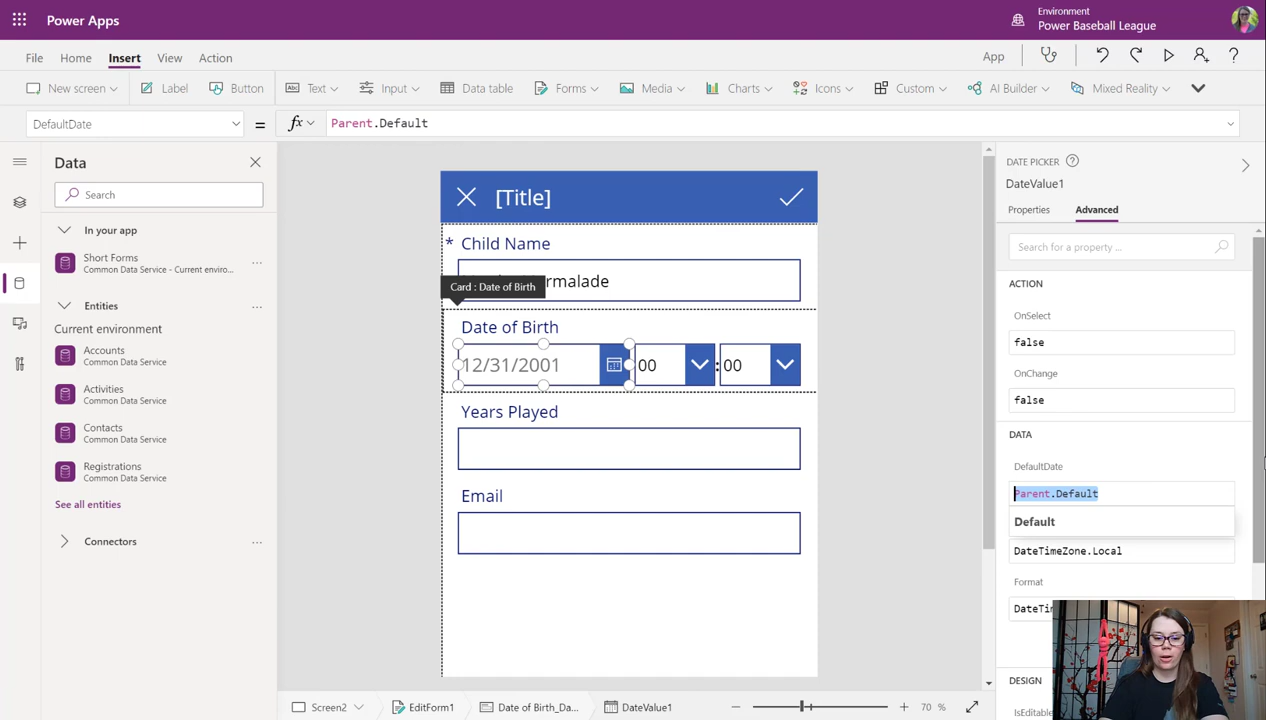 Power Apps
Environment
Power Baseball League
File
Home
Insert
View
Action
App
New screen
Label
Button
Text
Input
Data table
Forms
Media
Charts
Icons
Custom
AI Builder
Mixed Reality
DefaultDate
=
fx
Parent.Default
Data
Search
In your app
Short Forms
Common Data Service - Current enviro...
Entities
Current environment
Accounts
Common Data Service
Activities
Common Data Service
Contacts
Common Data Service
Registrations
Common Data Service
See all entities
Connectors
[Title]
* Child Name
rmalade
Card : Date of Birth
Date of Birth
12/31/2001
00
:
00
Years Played
Email
DATE PICKER
DateValue1
Properties
Advanced
Search for a property ...
ACTION
OnSelect
false
OnChange
false
DATA
DefaultDate
Parent.Default
Default
DateTimeZone.Local
Format
DateTi
DESIGN
IsEditable
Screen2
EditForm1
Date of Birth_Da...
DateValue1
70 %